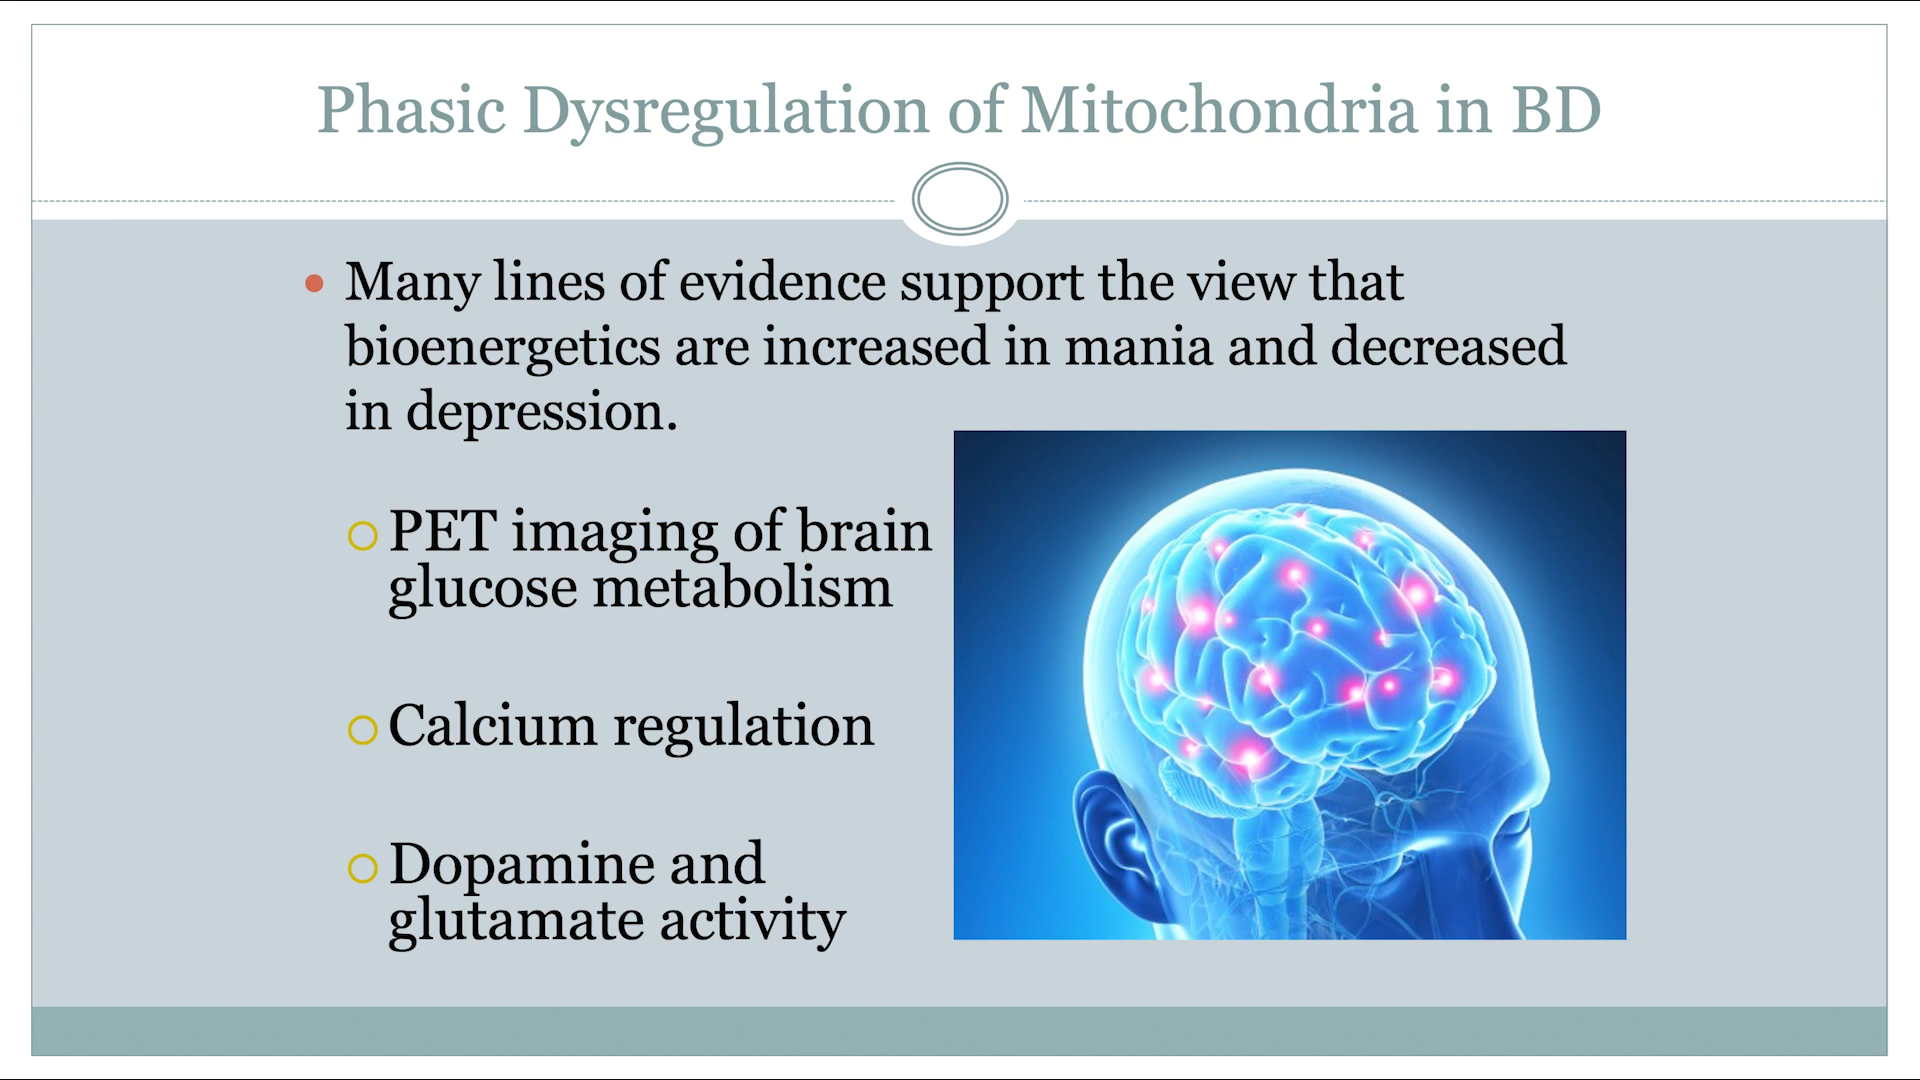 Phasic Dysregulation of Mitochondria in BD
Many lines of evidence support the view that
bioenergetics are increased in mania and decreased
in depression.
PET imaging of brain
glucose metabolism
Calcium regulation
Dopamine and
glutamate activity